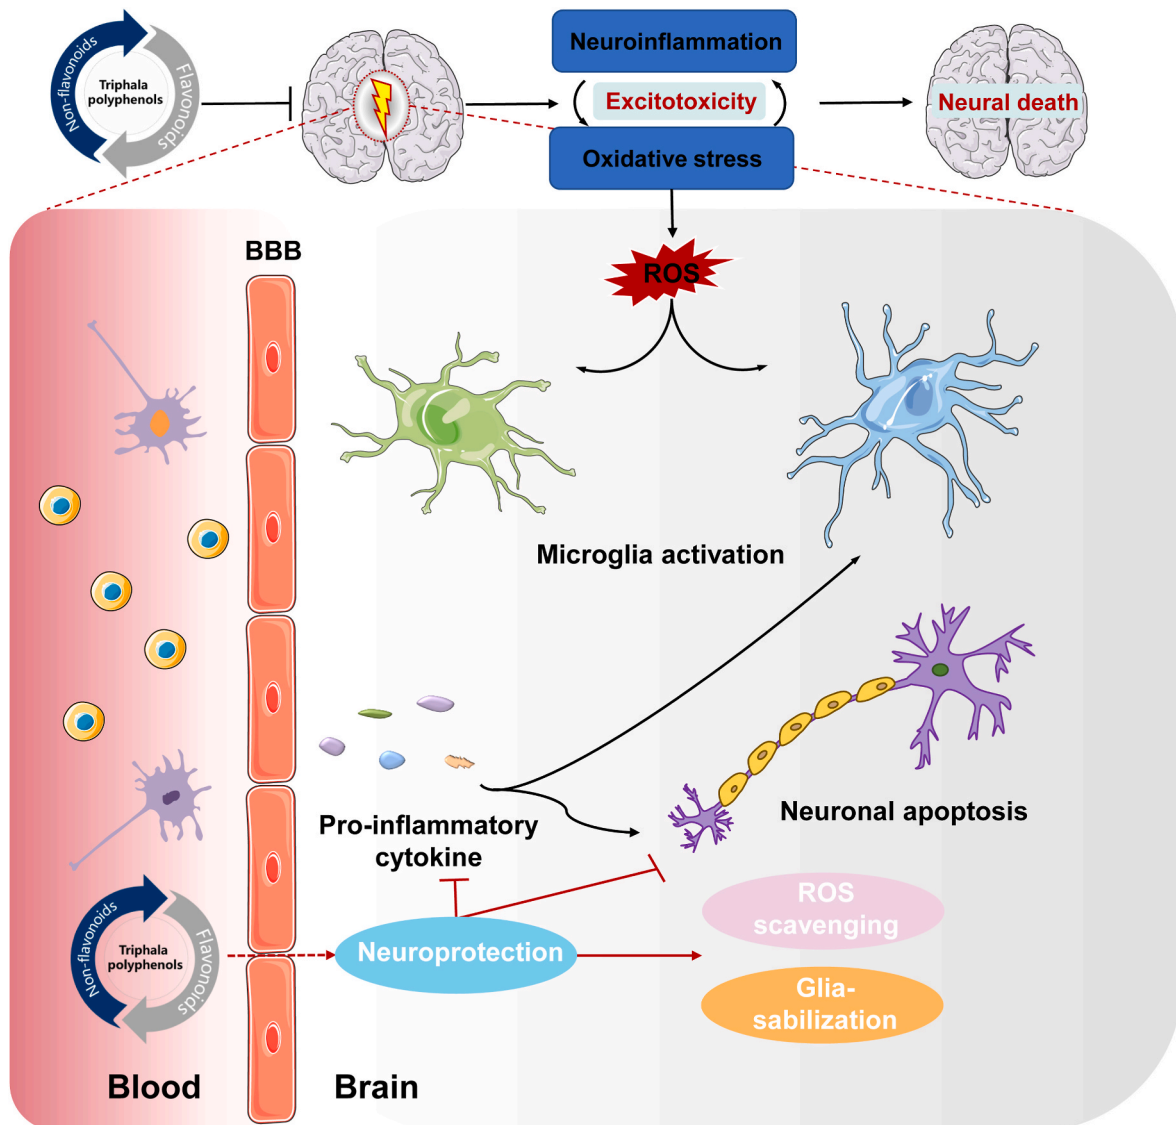 Non-flavonoids
Flavonoids
Triphala
polyphenols
Neuroinflammation
Excitotoxicity
Oxidative stress
Neural death
BBB
ROS
Microglia activation
Pro-inflammatory
cytokine
Neuronal apoptosis
Non-flavonoids
Flavonoids
Triphala
polyphenols
Neuroprotection
ROS
scavenging
Glia-
sabilization
Blood
Brain